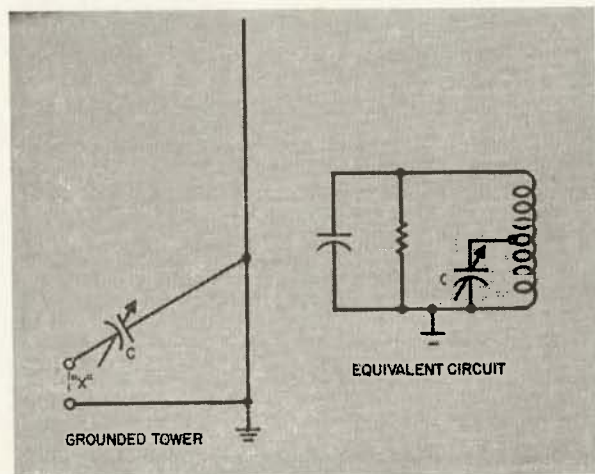 C
"X"
GROUNDED TOWER
C
EQUIVALENT CIRCUIT